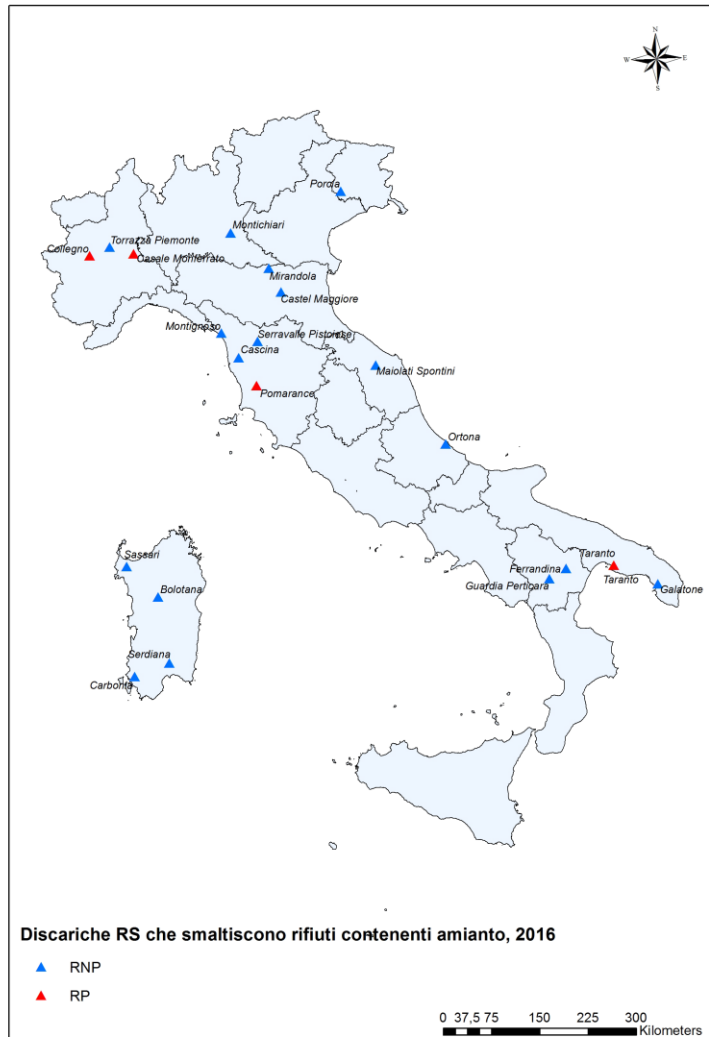 N
W E
S
Porcia
Montichiari
Torrazza Piemonte
Collegno
Casale Monferrato
Mirandola
Castel Maggiore
Montignoso
Serravalle Pistoiese
Cascina
Maiolati Spontini
Pomarance
Ortona
Sassari
Taranto
Ferrandina
Guardia Perticara
Taranto
Galatone
Bolotana
Serdiana
Carbonia
Discariche RS che smaltiscono rifiuti contenenti amianto, 2016
RNP
RP
0 37,5 75 150 225 300
Kilometers